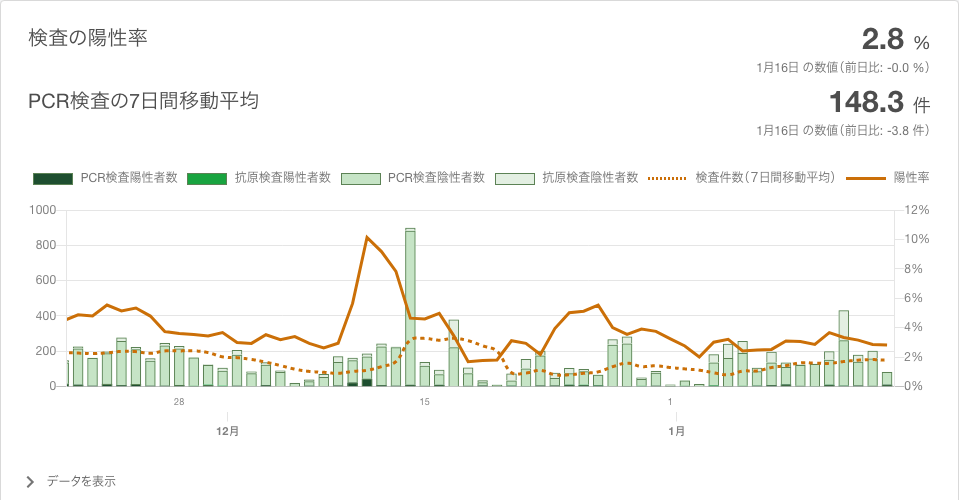 検査の陽性率
2.8 %
1月16日 の数値（前日比: -0.0 %）
PCR検査の7日間移動平均
148.3 件
1月16日 の数値（前日比: -3.8 件）
PCR検査陽性者数 抗原検査陽性者数 PCR検査陰性者数 抗原検査陰性者数 検査件数（7日間移動平均） 陽性率
1000 12%
800 10%
600 8%
400 6%
200 4%
0 2%
0%
28 15 1
12月 1月
データを表示